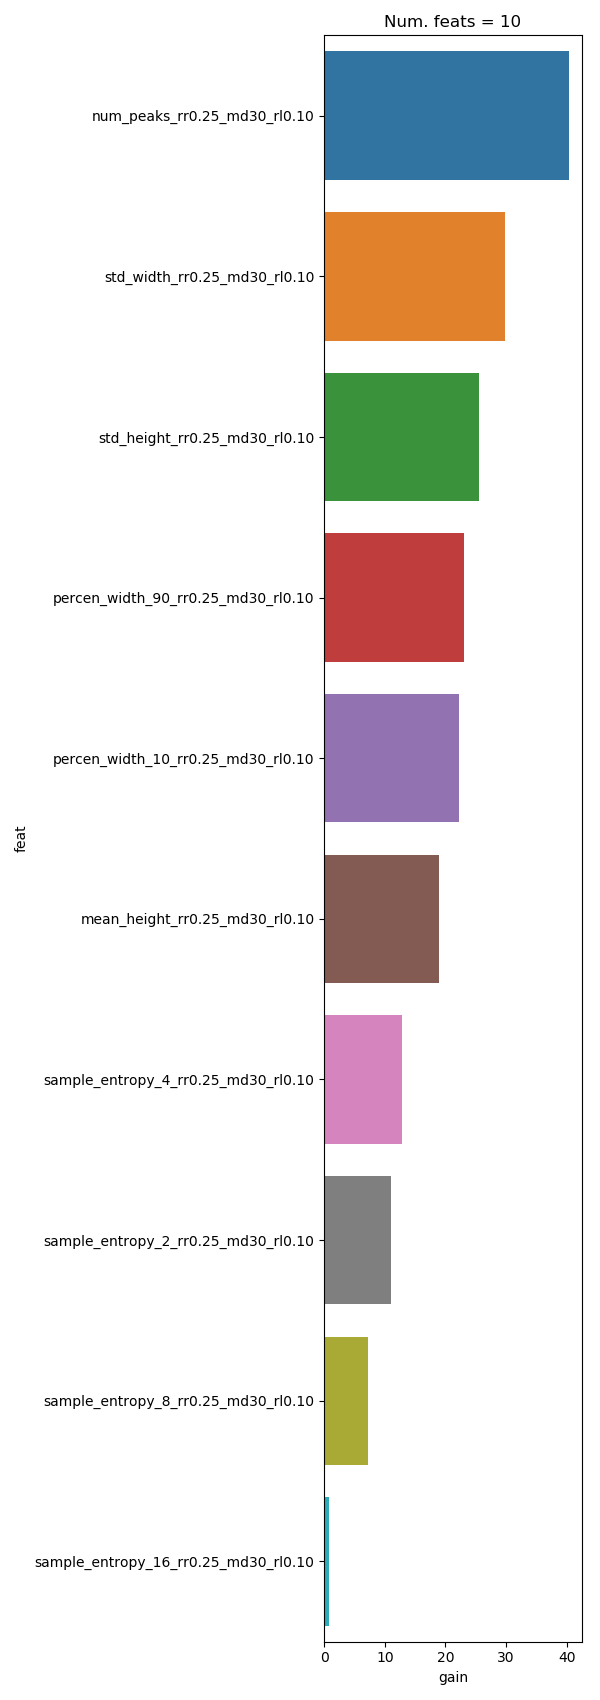 Num. feats = 10
num_peaks_rr0.25_md30_rl0.10
std_width_rr0.25_md30_rl0.10
std_height_rr0.25_md30_rl0.10
percen_width_90_rr0.25_md30_rl0.10
percen_width_10_rr0.25_md30_rl0.10
feat
mean_height_rr0.25_md30_rl0.10
sample_entropy_4_rr0.25_md30_rl0.10
sample_entropy_2_rr0.25_md30_rl0.10
sample_entropy_8_rr0.25_md30_rl0.10
sample_entropy_16_rr0.25_md30_rl0.10
0 10 20 30 40
gain